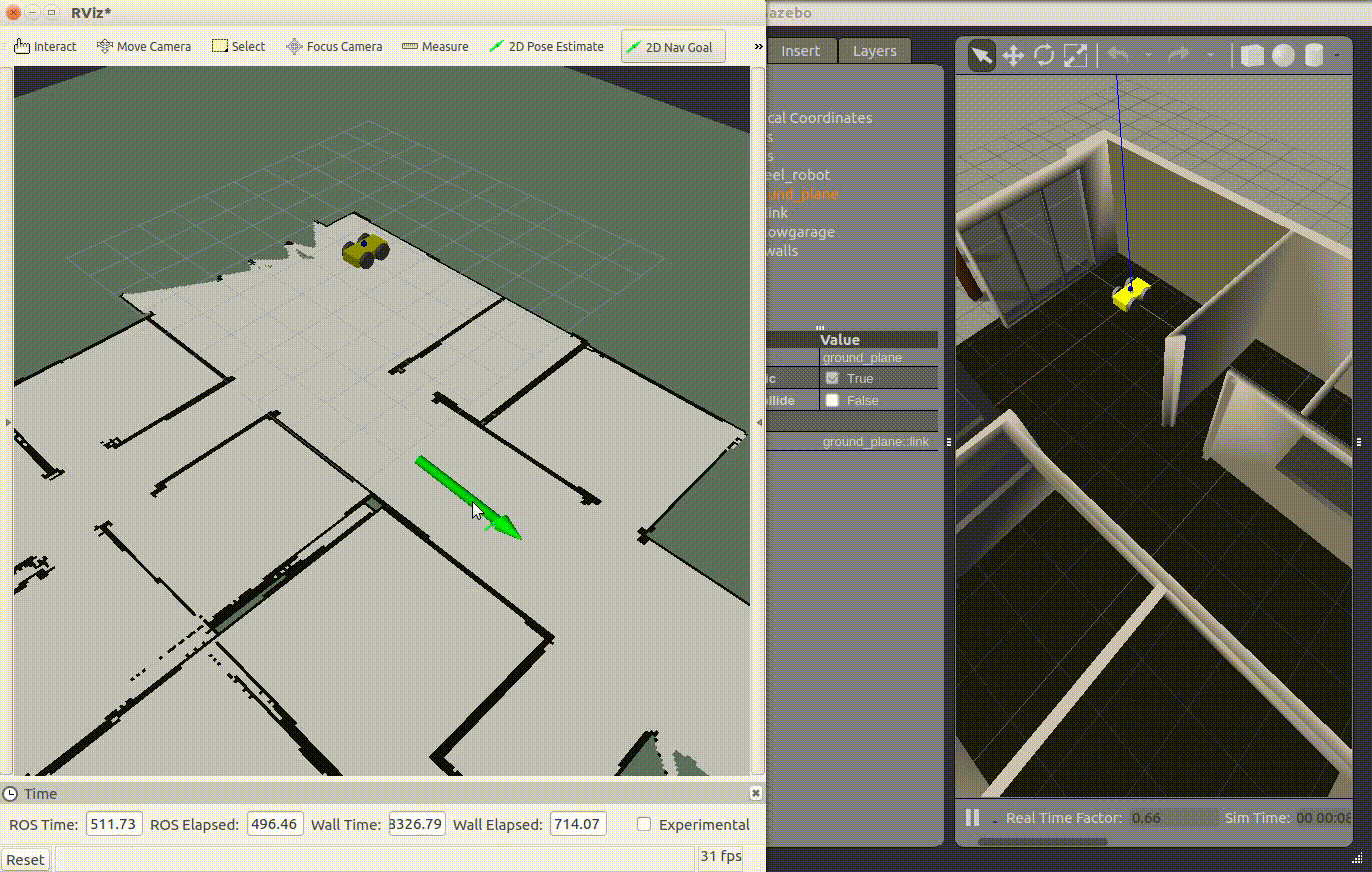 RViz*
Interact Move Camera Select Focus Camera Measure 2D Pose Estimate 2D Nav Goal »
Time
ROS Time: 511.73 ROS Elapsed: 496.46 Wall Time: 3326.79 Wall Elapsed: 714.07 Experimental
Reset 31 fps
azebo
Insert Layers
cal Coordinates
s
s
eel_robot
und_plane
link
owgarage
walls
Value
ground_plane
ic True
llide False
ground_plane::link
Real Time Factor: 0.66 Sim Time: 00 00:08